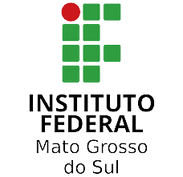 INSTITUTO
FEDERAL
Mato Grosso
do Sul